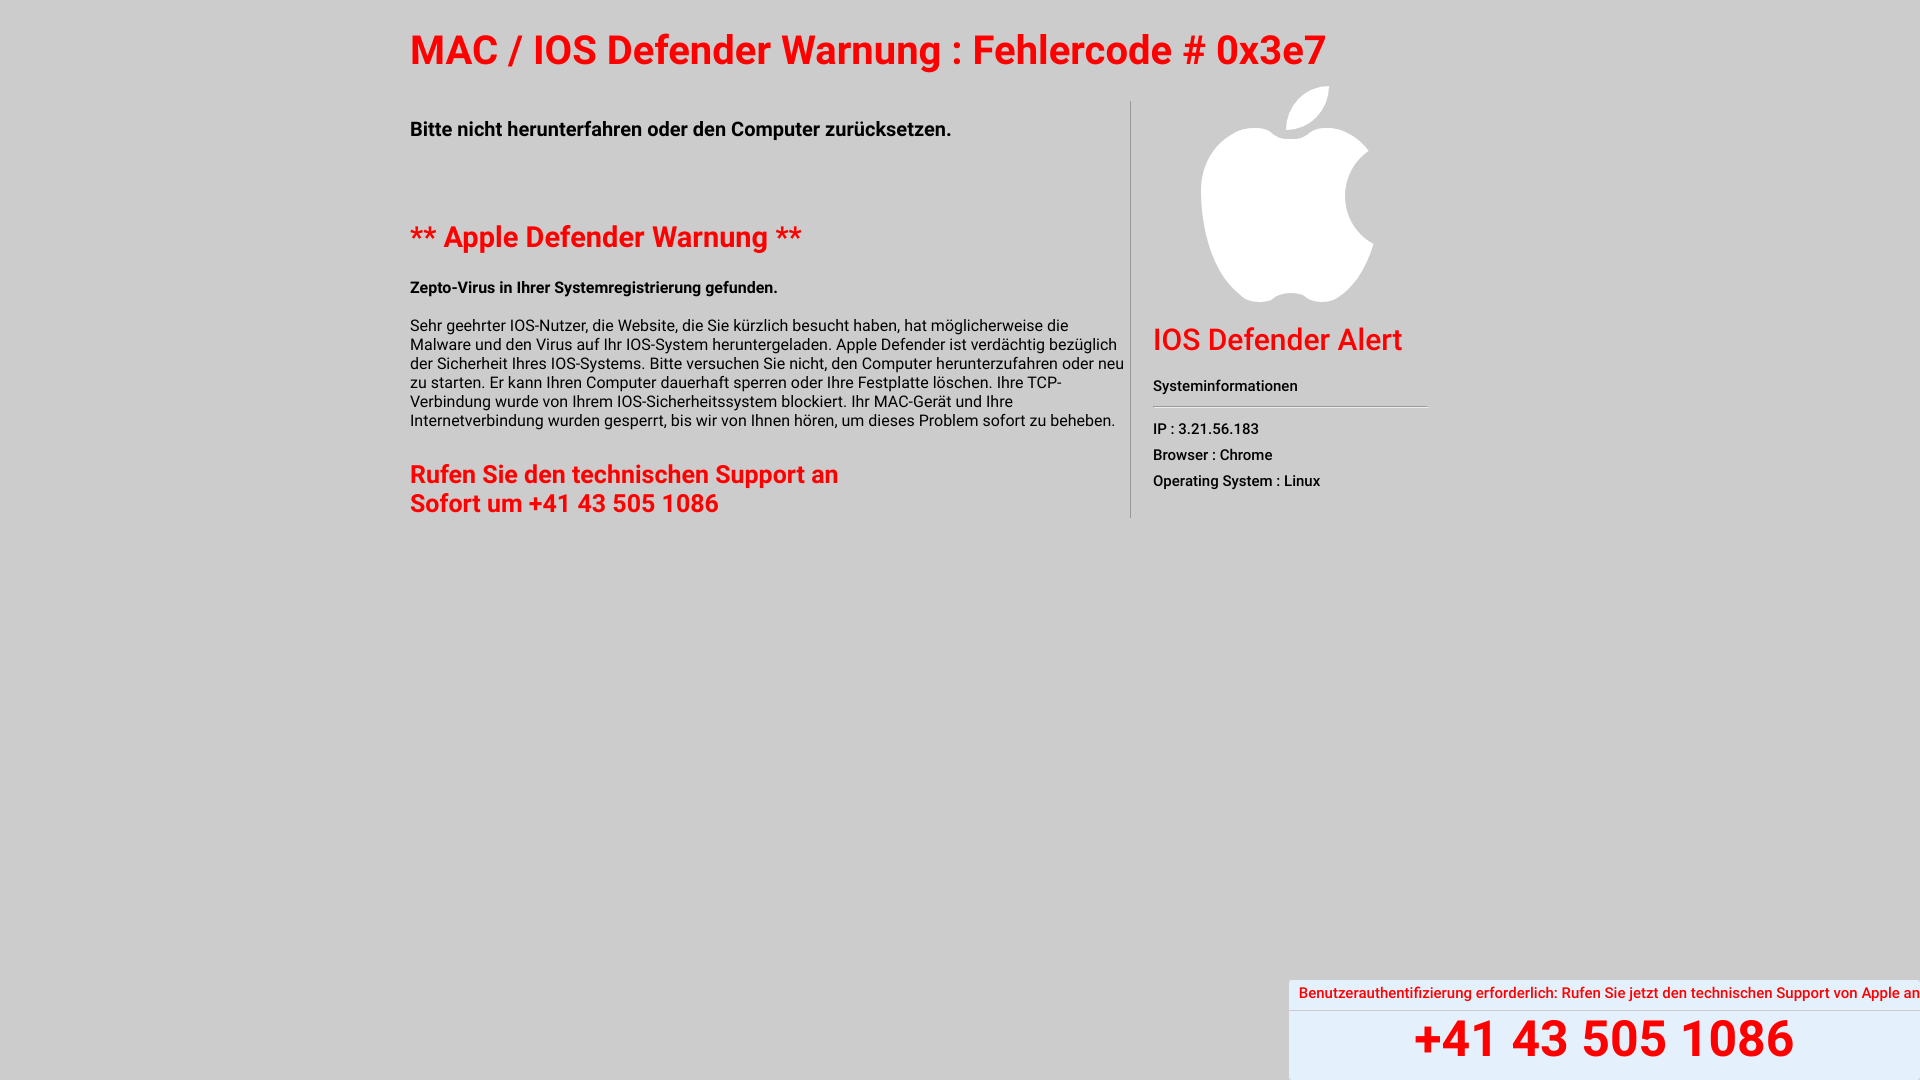 MAC / IOS Defender Warnung : Fehlercode # 0x3e7
Bitte nicht herunterfahren oder den Computer zurücksetzen.
** Apple Defender Warnung **
Zepto-Virus in Ihrer Systemregistrierung gefunden.
Sehr geehrter IOS-Nutzer, die Website, die Sie kürzlich besucht haben, hat möglicherweise die
Malware und den Virus auf Ihr IOS-System heruntergeladen. Apple Defender ist verdächtig bezüglich
der Sicherheit Ihres IOS-Systems. Bitte versuchen Sie nicht, den Computer herunterzufahren oder neu
zu starten. Er kann Ihren Computer dauerhaft sperren oder Ihre Festplatte löschen. Ihre TCP-
Verbindung wurde von Ihrem IOS-Sicherheitssystem blockiert. Ihr MAC-Gerät und Ihre
Internetverbindung wurden gesperrt, bis wir von Ihnen hören, um dieses Problem sofort zu beheben.
Rufen Sie den technischen Support an
Sofort um +41 43 505 1086
IOS Defender Alert
Systeminformationen
IP : 3.21.56.183
Browser : Chrome
Operating System : Linux
Benutzerauthentifizierung erforderlich: Rufen Sie jetzt den technischen Support von Apple an
+41 43 505 1086